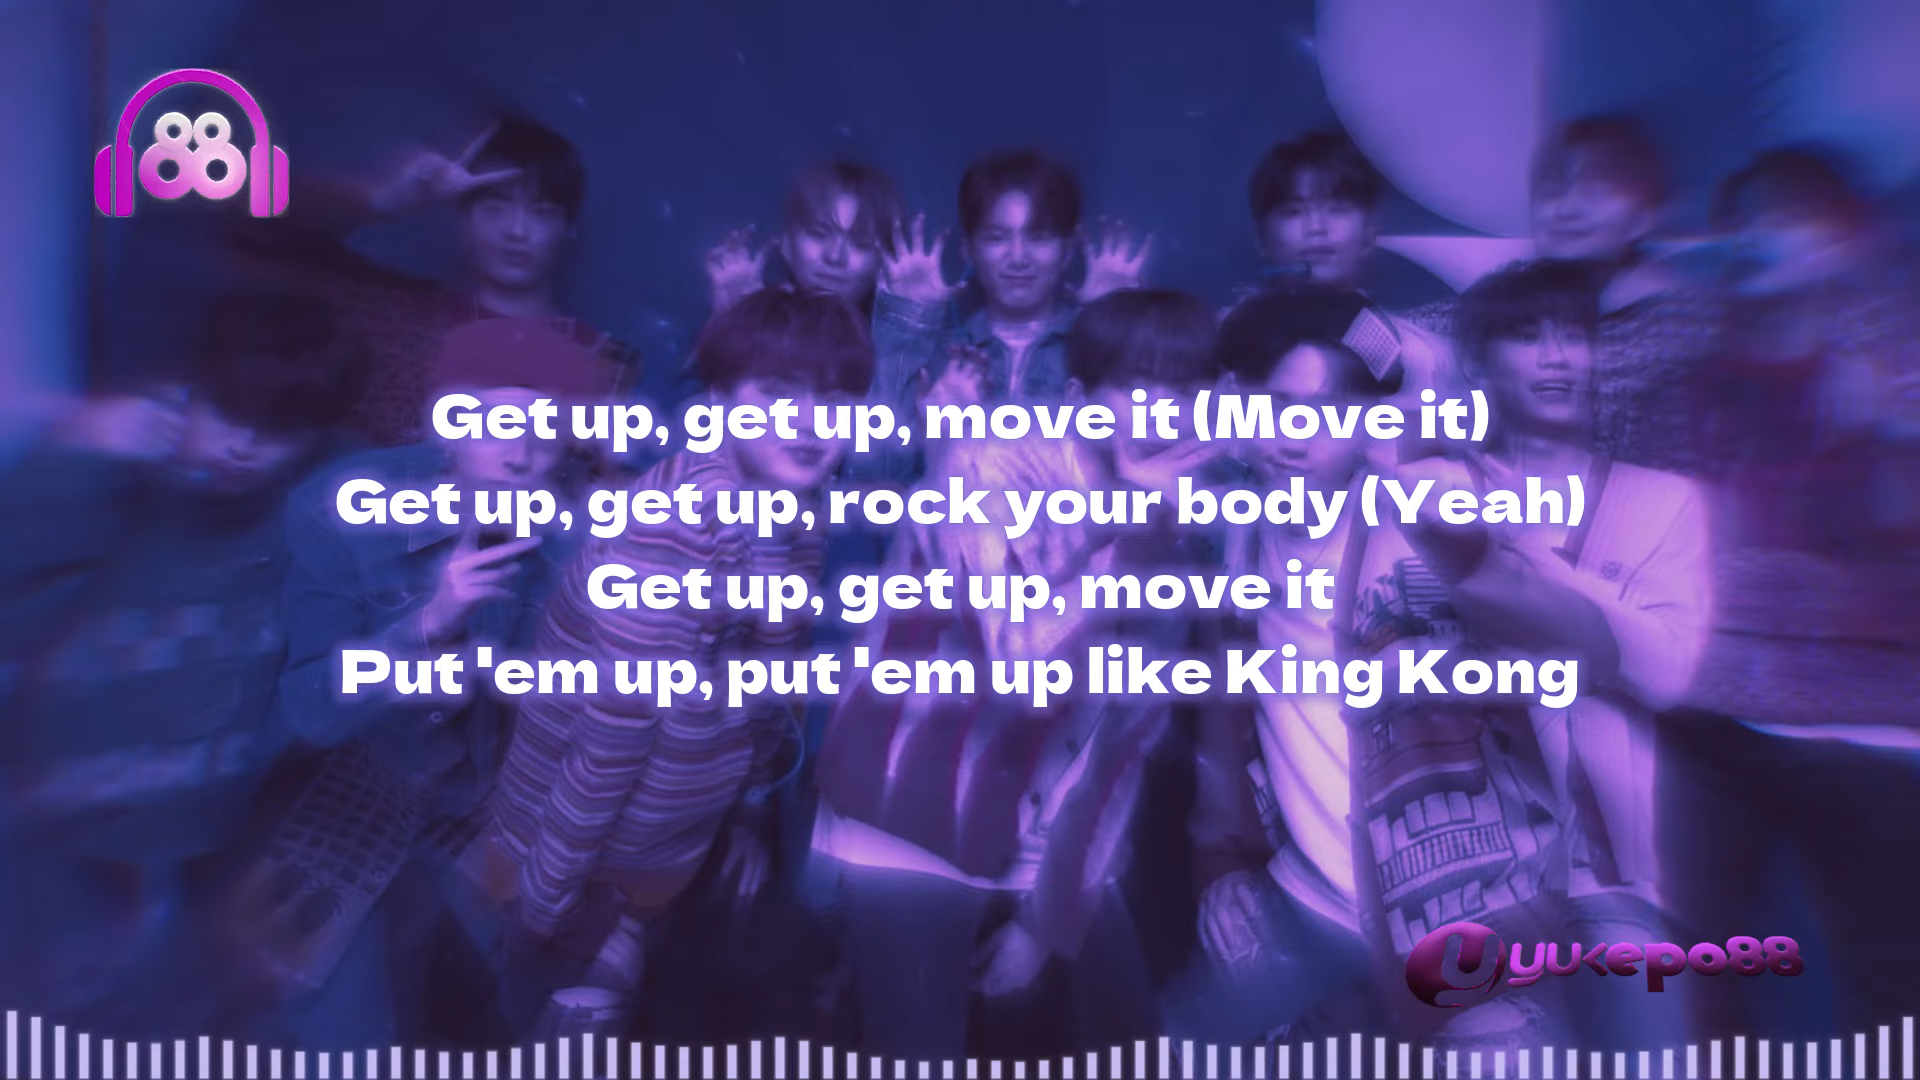 88
Get up, get up, move it (Move it)
Get up, get up, rock your body (Yeah)
Get up, get up, move it
Put 'em up, put 'em up like King Kong
yukepo88